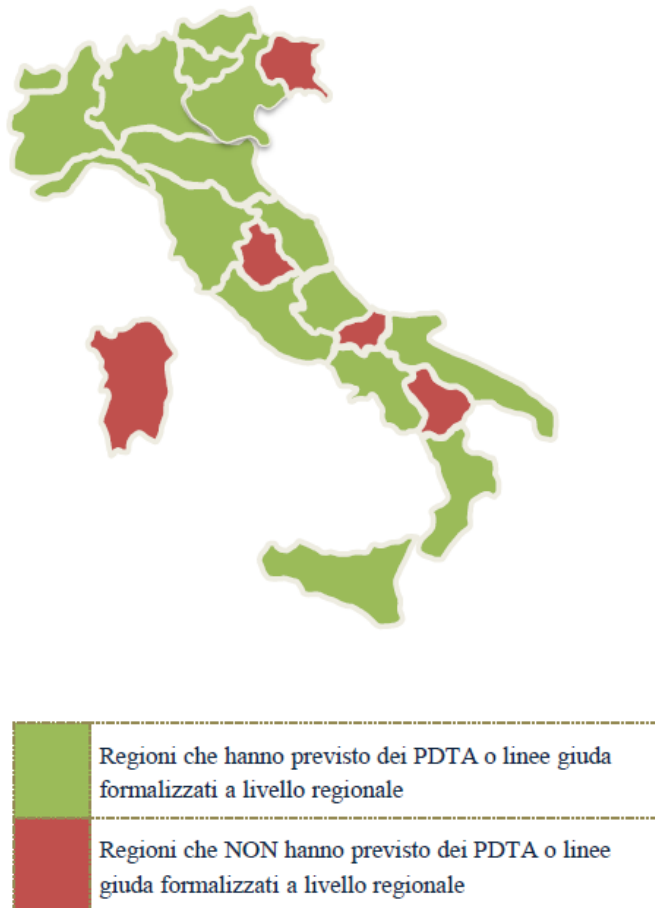 Regioni che hanno previsto dei PDTA o linee giuda
formalizzati a livello regionale
Regioni che NON hanno previsto dei PDTA o linee
giuda formalizzati a livello regionale